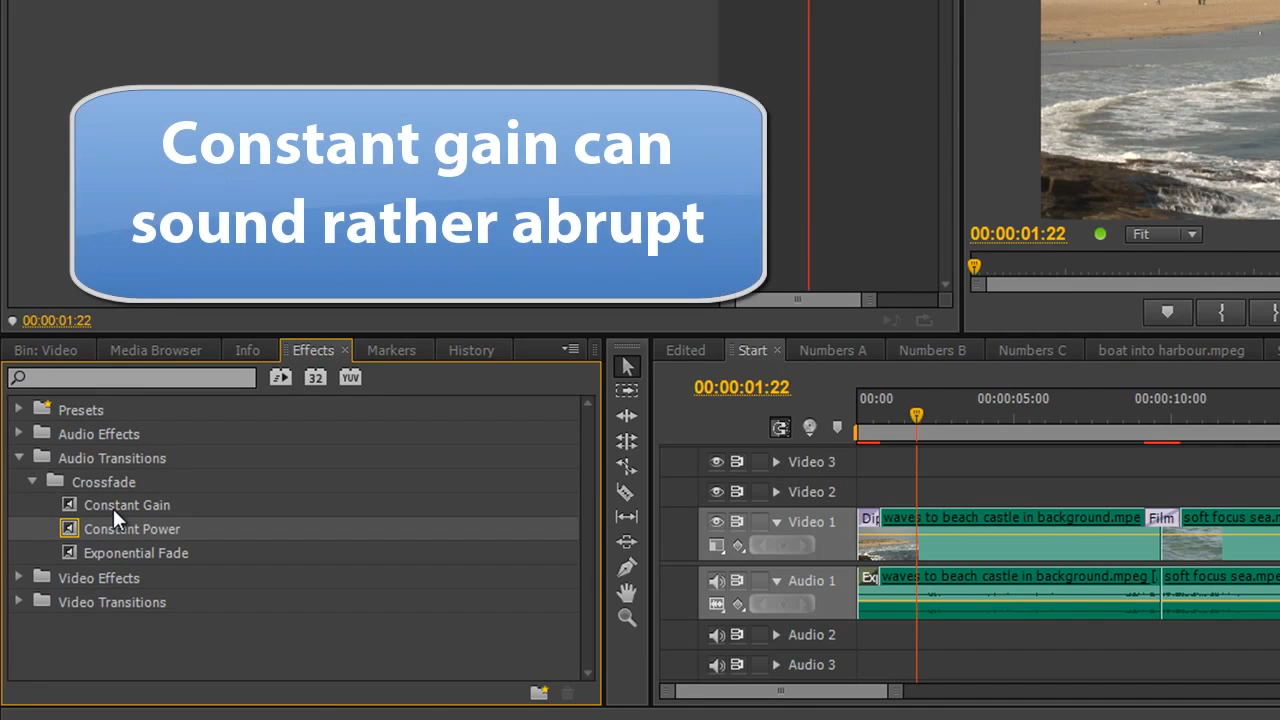 Constant gain can
sound rather abrupt
00:00:01:22
Fit
00:00:01:22
Bin: Video
Media Browser
Info
Effects
Markers
History
32
YUV
Presets
Audio Effects
Audio Transitions
Crossfade
Constant Gain
Constant Power
Exponential Fade
Video Effects
Video Transitions
Edited
Start
Numbers A
Numbers B
Numbers C
boat into harbour.mpeg
00:00:01:22
00:00
00:00:05:00
00:00:10:00
Video 3
Video 2
Video 1
Dip
waves to beach castle in background.mpe
Film
soft focus sea.m
Audio 1
Exp
waves to beach castle in background.mpeg [
soft focus sea.mpe
Audio 2
Audio 3